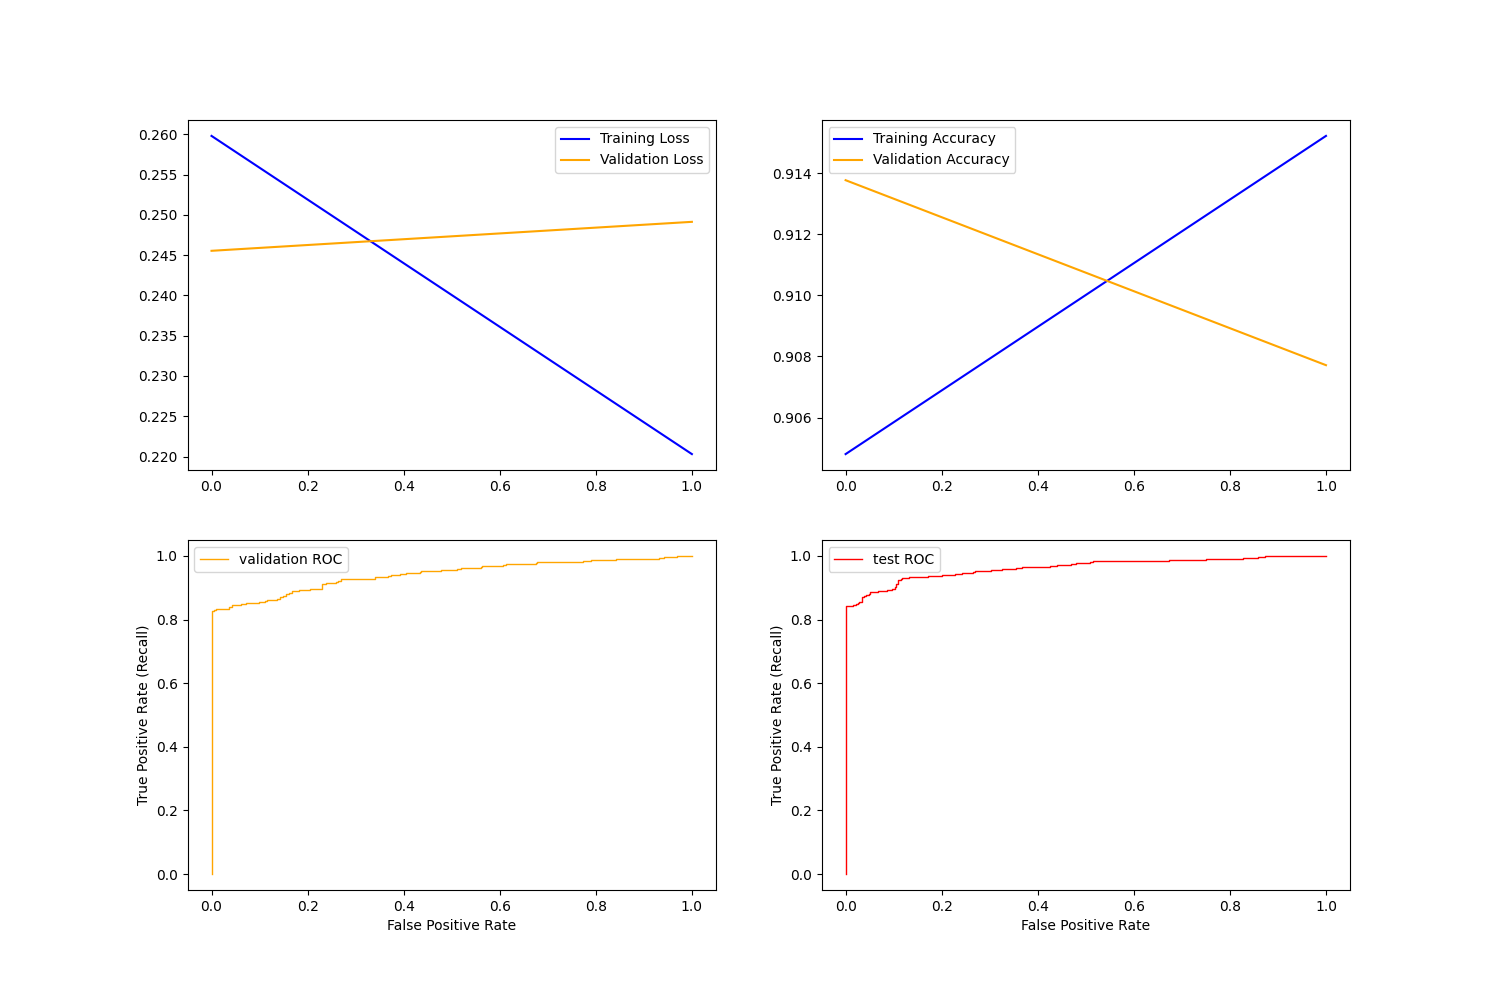 0.260
0.255
0.250
0.245
0.240
0.235
0.230
0.225
0.220
0.0 0.2 0.4 0.6 0.8 1.0
Training Loss
Validation Loss
0.914
0.912
0.910
0.908
0.906
0.0 0.2 0.4 0.6 0.8 1.0
Training Accuracy
Validation Accuracy
True Positive Rate (Recall)
1.0
0.8
0.6
0.4
0.2
0.0
0.0 0.2 0.4 0.6 0.8 1.0
False Positive Rate
validation ROC
True Positive Rate (Recall)
1.0
0.8
0.6
0.4
0.2
0.0
0.0 0.2 0.4 0.6 0.8 1.0
False Positive Rate
test ROC